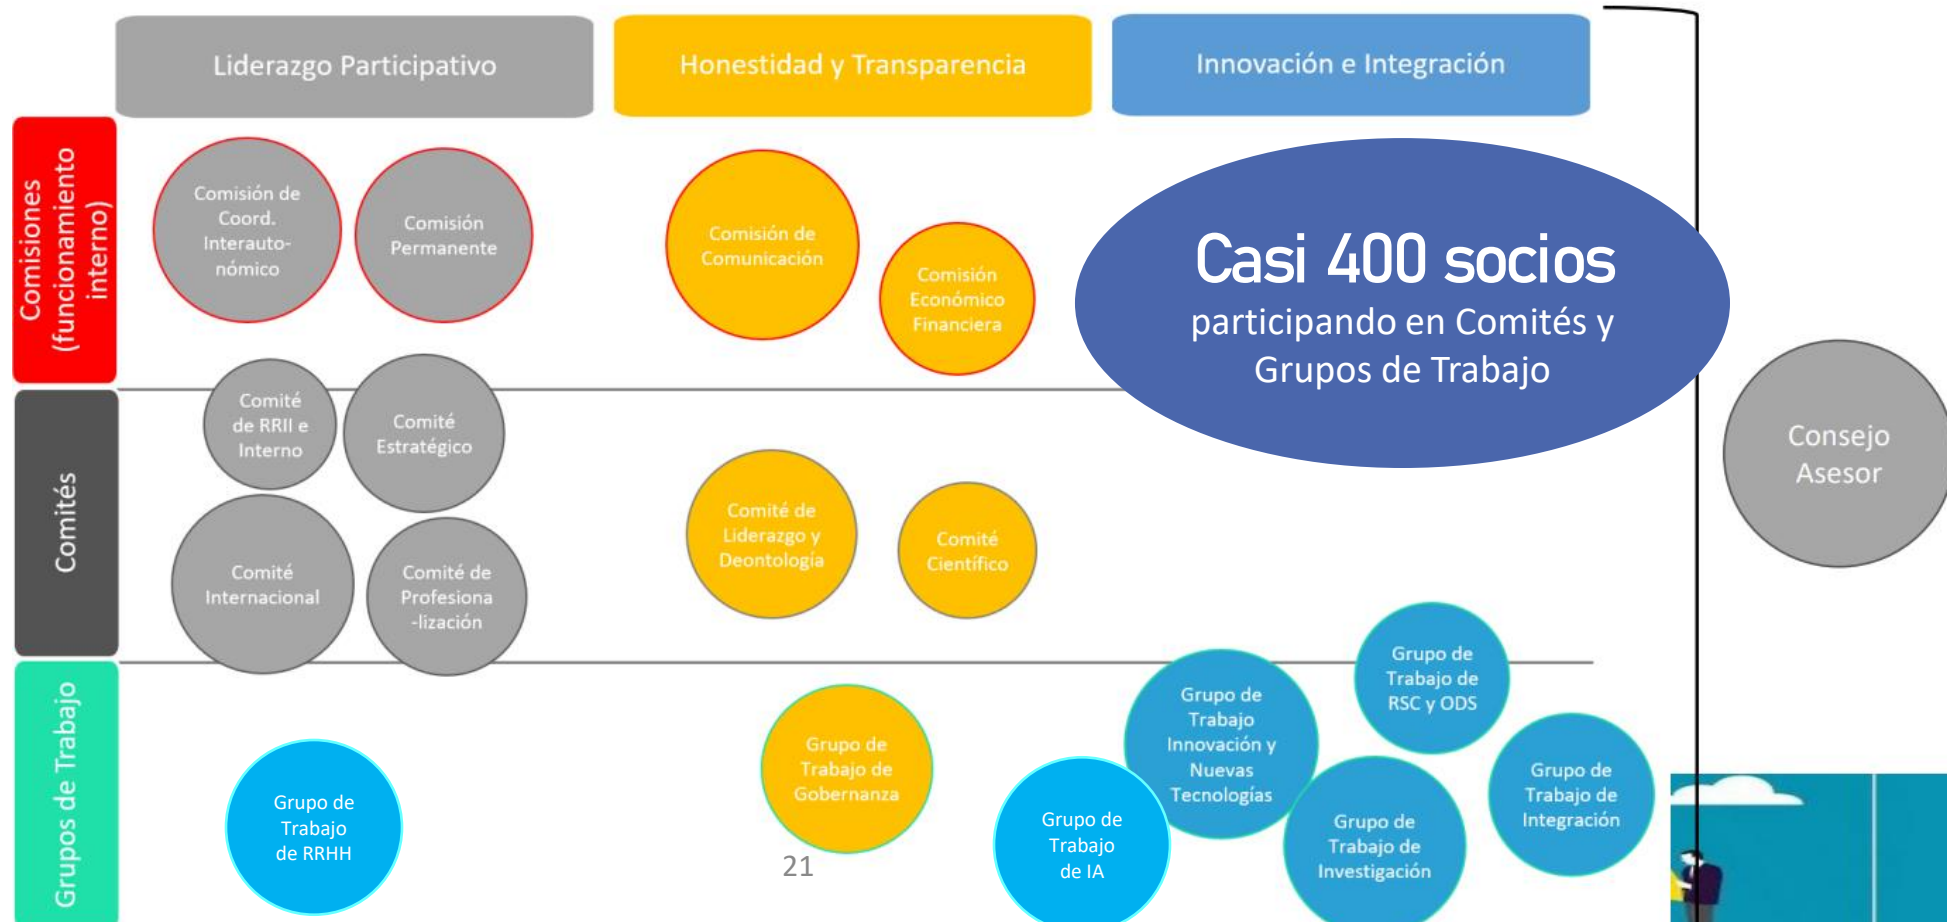 Liderazgo Participativo
Honestidad y Transparencia
Innovación e Integración
Comisiones
(funcionamiento
interno)
Comisión de
Coord.
Interauto-
nómico
Comisión
Permanente
Comisión de
Comunicación
Comisión
Económico
Financiera
Casi 400 socios
participando en Comités y
Grupos de Trabajo
Consejo
Asesor
Comités
Comité
de RRII e
Interno
Comité
Estratégico
Comité
Internacional
Comité de
Profesiona
-lización
Comité de
Liderazgo y
Deontología
Comité
Científico
Grupos de Trabajo
Grupo de
Trabajo
de RRHH
Grupo de
Trabajo de
Gobernanza
Grupo de
Trabajo
de IA
Grupo de
Trabajo
Innovación y
Nuevas
Tecnologías
Grupo de
Trabajo de
RSC y ODS
Grupo de
Trabajo de
Investigación
Grupo de
Trabajo de
Integración
21